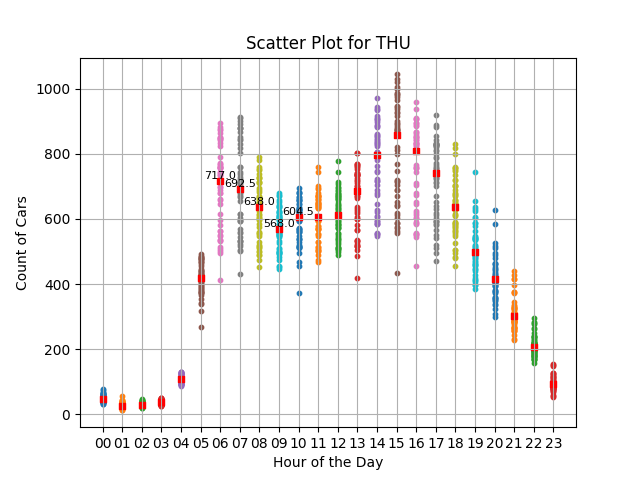 Scatter Plot for THU
Count of Cars
1000
800
600
400
200
0
717.0
692.5
638.0
568.0
604.5
00 01 02 03 04 05 06 07 08 09 10 11 12 13 14 15 16 17 18 19 20 21 22 23
Hour of the Day